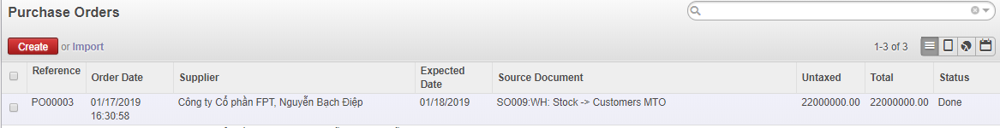 Purchase Orders
Create or Import
1-3 of 3
Reference Order Date Supplier Expected Date Source Document Untaxed Total Status
PO00003 01/17/2019 16:30:58 Công ty Cổ phần FPT, Nguyễn Bạch Điệp 01/18/2019 SO009:WH: Stock -> Customers MTO 22000000.00 22000000.00 Done